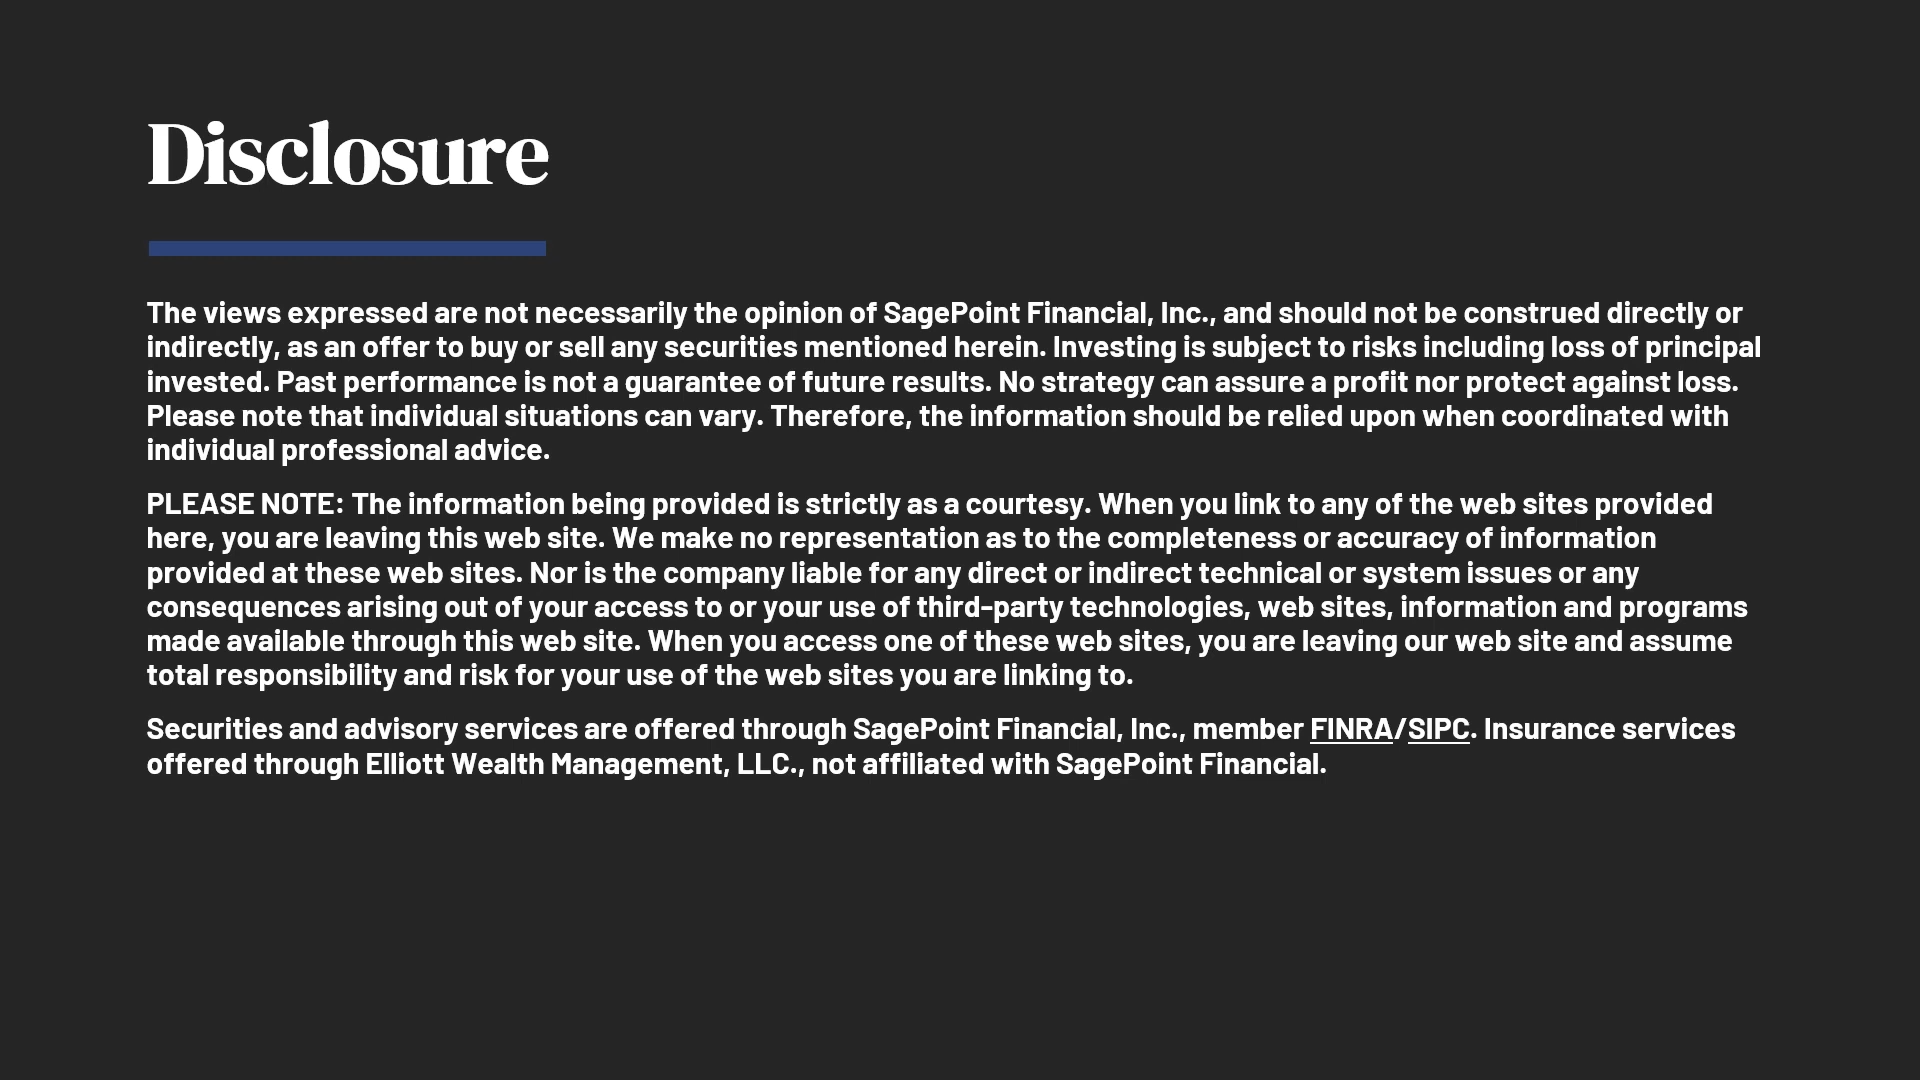 Disclosure
The views expressed are not necessarily the opinion of SagePoint Financial, Inc., and should not be construed directly or
indirectly, as an offer to buy or sell any securities mentioned herein. Investing is subject to risks including loss of principal
invested. Past performance is not a guarantee of future results. No strategy can assure a profit nor protect against loss.
Please note that individual situations can vary. Therefore, the information should be relied upon when coordinated with
individual professional advice.
PLEASE NOTE: The information being provided is strictly as a courtesy. When you link to any of the web sites provided
here, you are leaving this web site. We make no representation as to the completeness or accuracy of information
provided at these web sites. Nor is the company liable for any direct or indirect technical or system issues or any
consequences arising out of your access to or your use of third-party technologies, web sites, information and programs
made available through this web site. When you access one of these web sites, you are leaving our web site and assume
total responsibility and risk for your use of the web sites you are linking to.
Securities and advisory services are offered through SagePoint Financial, Inc., member FINRA/SIPC. Insurance services
offered through Elliott Wealth Management, LLC., not affiliated with SagePoint Financial.